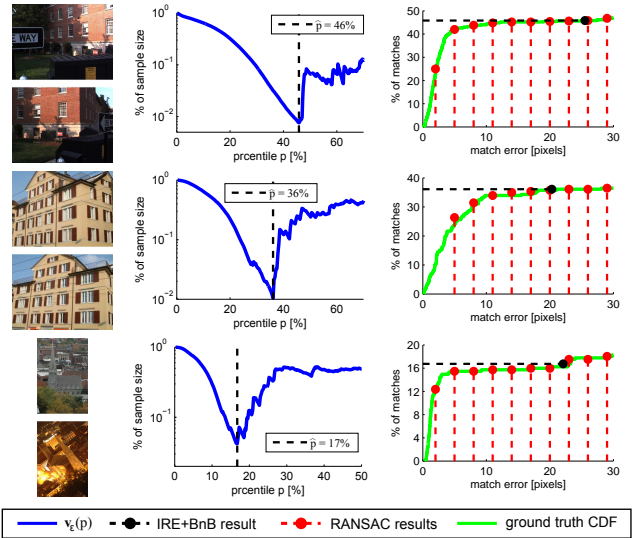 E WAY
% of sample size
10^0
10^-1
10^-2
0 20 40 60
prcentile p [%]
p̂ = 46%
% of matches
50
40
30
20
10
0
0 10 20 30
match error [pixels]
% of sample size
10^0
10^-1
10^-2
0 20 40 60
prcentile p [%]
p̂ = 36%
% of matches
40
30
20
10
0
0 10 20 30
match error [pixels]
% of sample size
10^0
10^-1
0 10 20 30 40 50
prcentile p [%]
p̂ = 17%
% of matches
20
16
12
8
4
0
0 10 20 30
match error [pixels]
v_ε(p) IRE+BnB result RANSAC results ground truth CDF